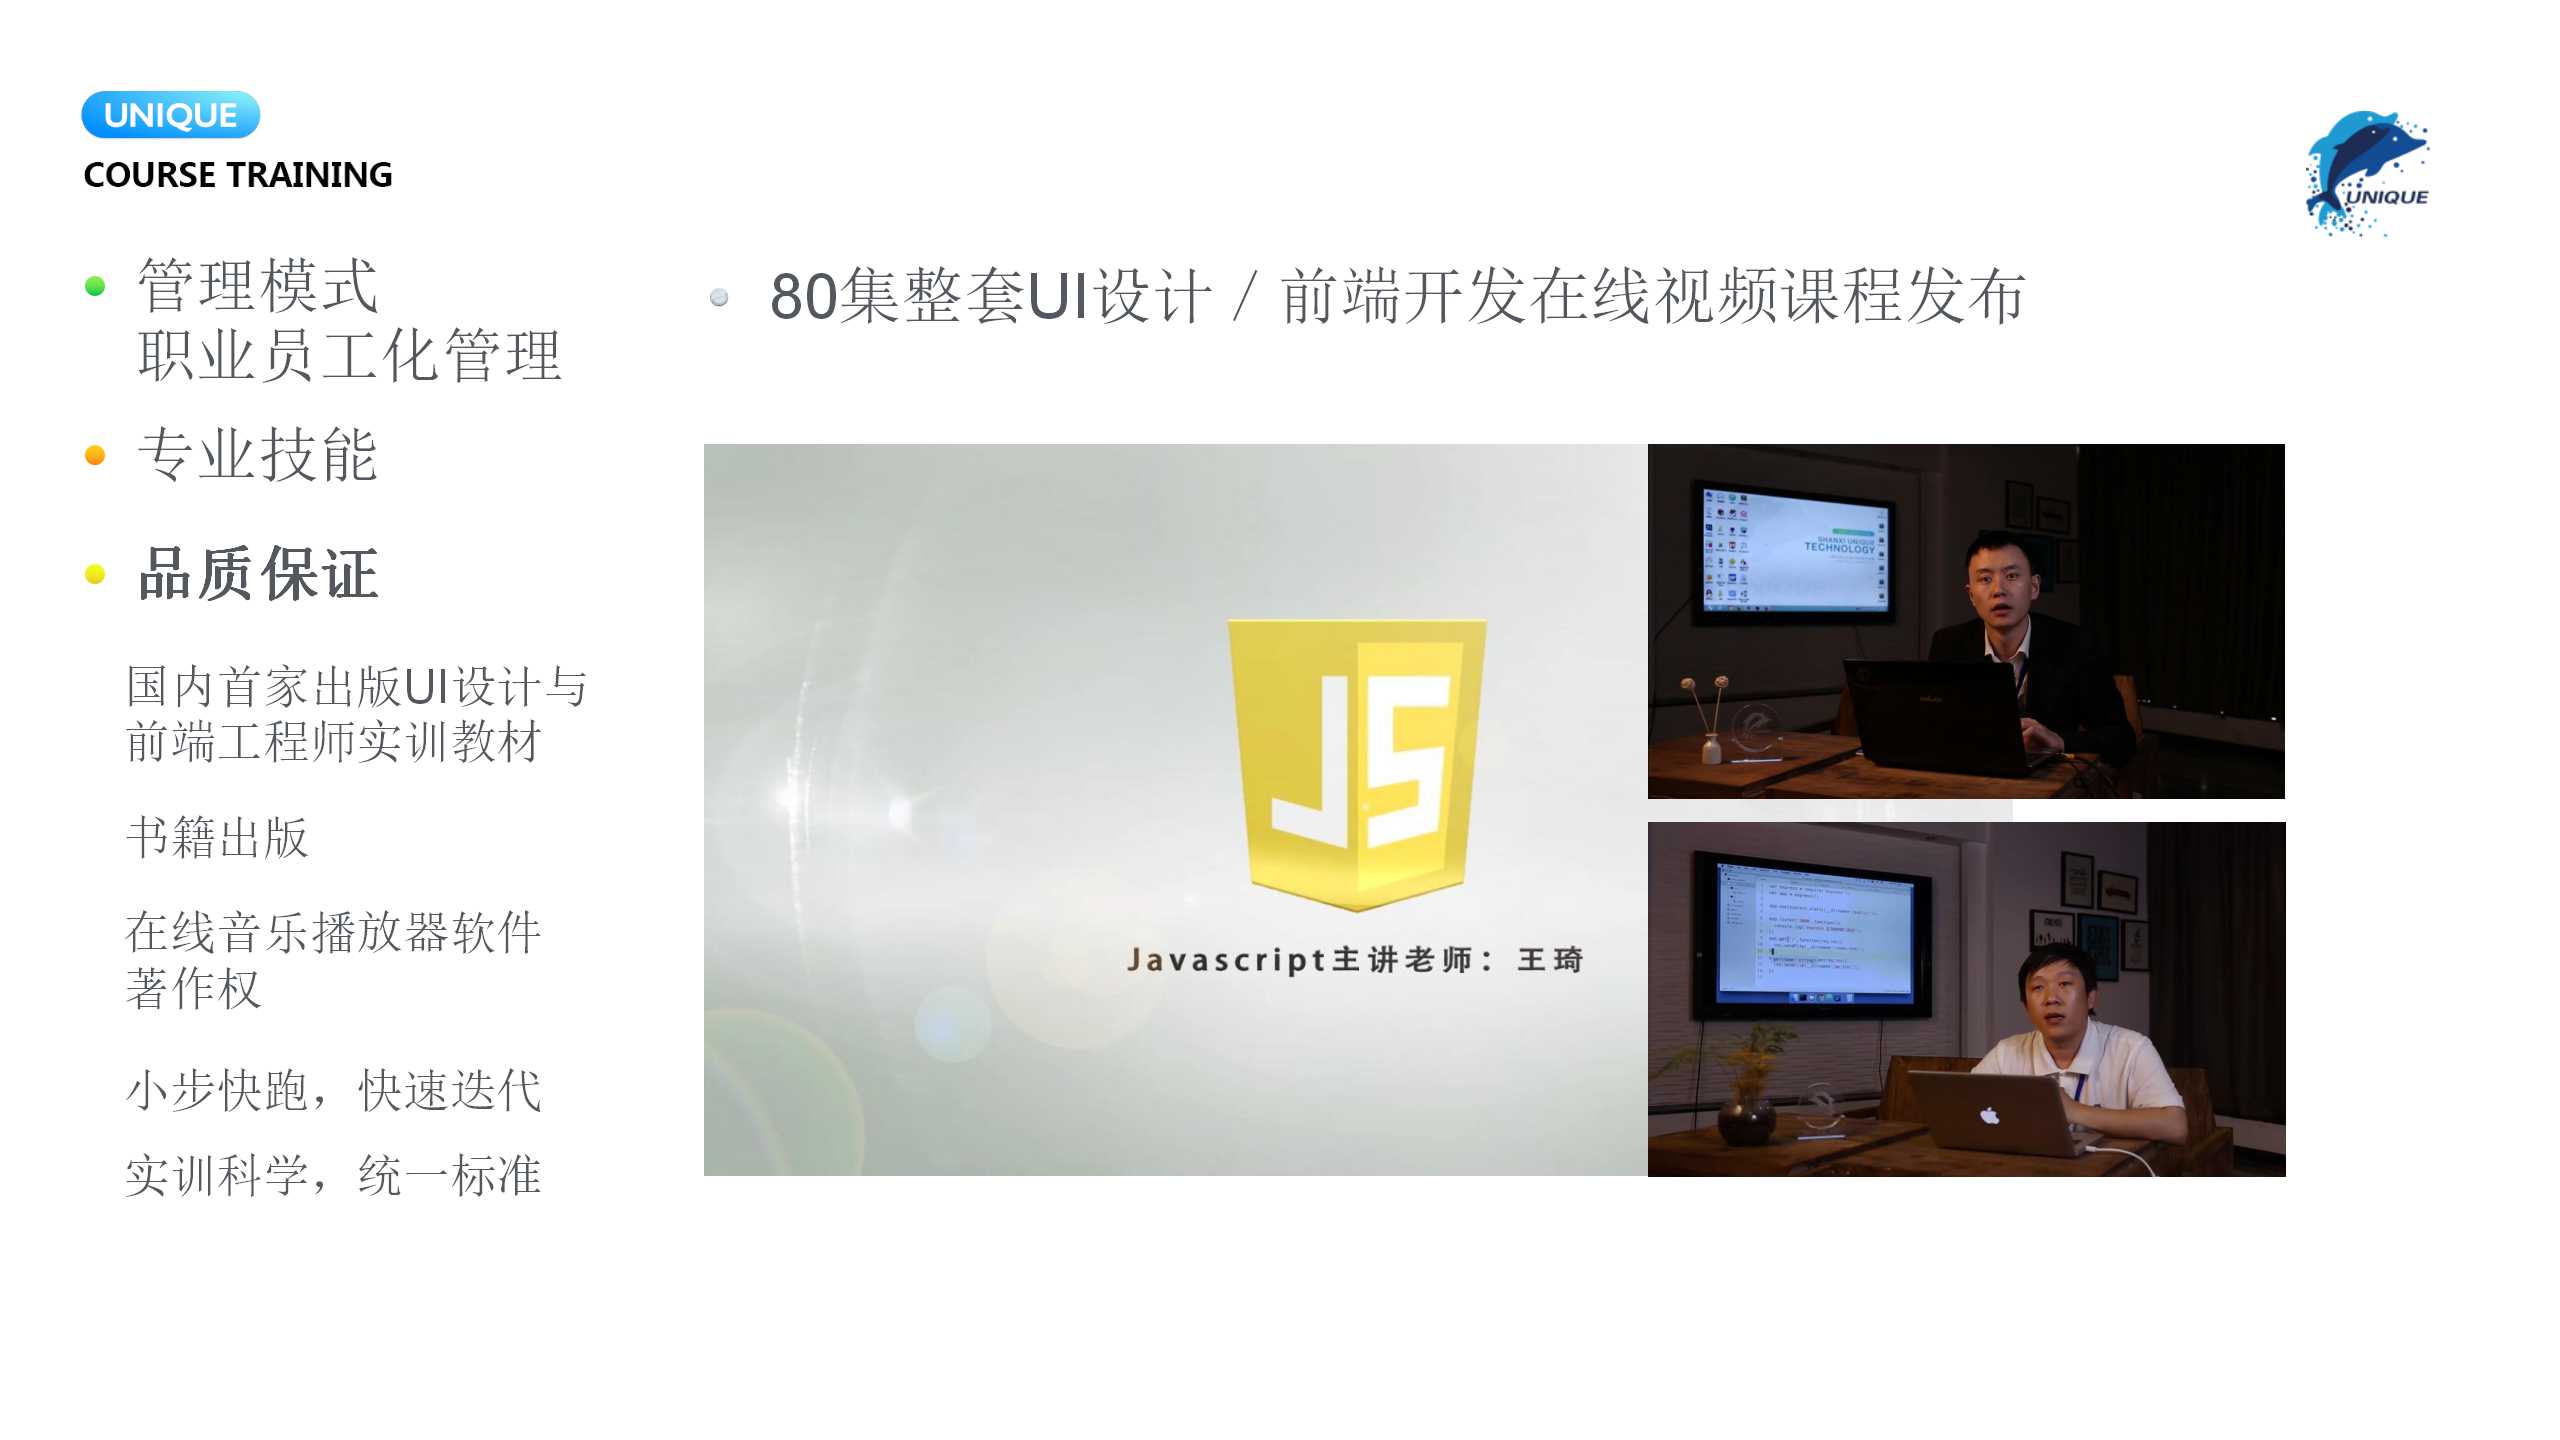 UNIQUE
COURSE TRAINING
UNIQUE
管理模式
职业员工化管理
专业技能
品质保证
国内首家出版UI设计与
前端工程师实训教材
书籍出版
在线音乐播放器软件
著作权
小步快跑，快速迭代
实训科学，统一标准
80集整套UI设计 / 前端开发在线视频课程发布
JS
Javascript主讲老师：王琦
SHANXI UNIQUE
TECHNOLOGY